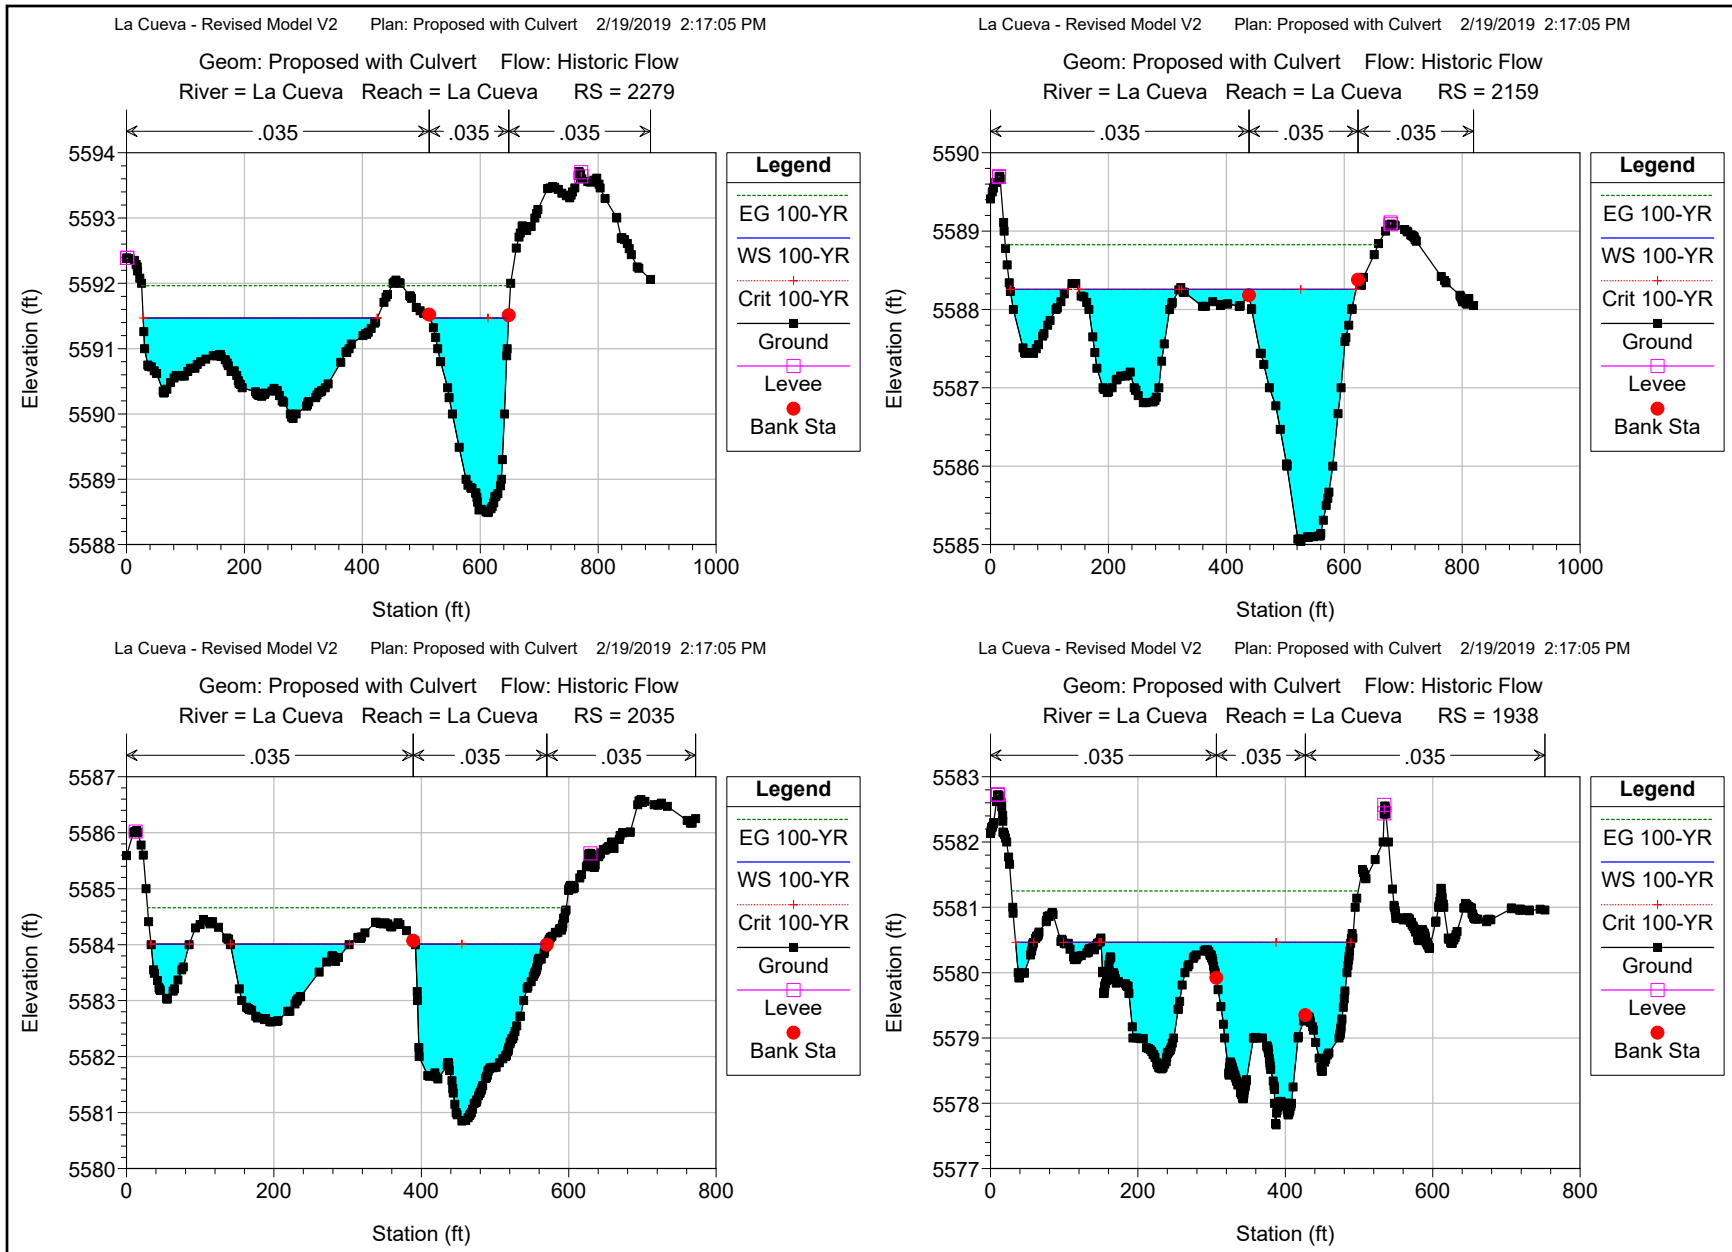 La Cueva - Revised Model V2 Plan: Proposed with Culvert 2/19/2019 2:17:05 PM
Geom: Proposed with Culvert Flow: Historic Flow
River = La Cueva Reach = La Cueva RS = 2279
.035 .035 .035
5594
5593
5592
5591
5590
5589
5588
Elevation (ft)
0 200 400 600 800 1000
Station (ft)
Legend
EG 100-YR
WS 100-YR
Crit 100-YR
Ground
Levee
Bank Sta
La Cueva - Revised Model V2 Plan: Proposed with Culvert 2/19/2019 2:17:05 PM
Geom: Proposed with Culvert Flow: Historic Flow
River = La Cueva Reach = La Cueva RS = 2159
.035 .035 .035
5590
5589
5588
5587
5586
5585
Elevation (ft)
0 200 400 600 800 1000
Station (ft)
Legend
EG 100-YR
WS 100-YR
Crit 100-YR
Ground
Levee
Bank Sta
La Cueva - Revised Model V2 Plan: Proposed with Culvert 2/19/2019 2:17:05 PM
Geom: Proposed with Culvert Flow: Historic Flow
River = La Cueva Reach = La Cueva RS = 2035
.035 .035 .035
5587
5586
5585
5584
5583
5582
5581
5580
Elevation (ft)
0 200 400 600 800
Station (ft)
Legend
EG 100-YR
WS 100-YR
Crit 100-YR
Ground
Levee
Bank Sta
La Cueva - Revised Model V2 Plan: Proposed with Culvert 2/19/2019 2:17:05 PM
Geom: Proposed with Culvert Flow: Historic Flow
River = La Cueva Reach = La Cueva RS = 1938
.035 .035 .035
5583
5582
5581
5580
5579
5578
5577
Elevation (ft)
0 200 400 600 800
Station (ft)
Legend
EG 100-YR
WS 100-YR
Crit 100-YR
Ground
Levee
Bank Sta